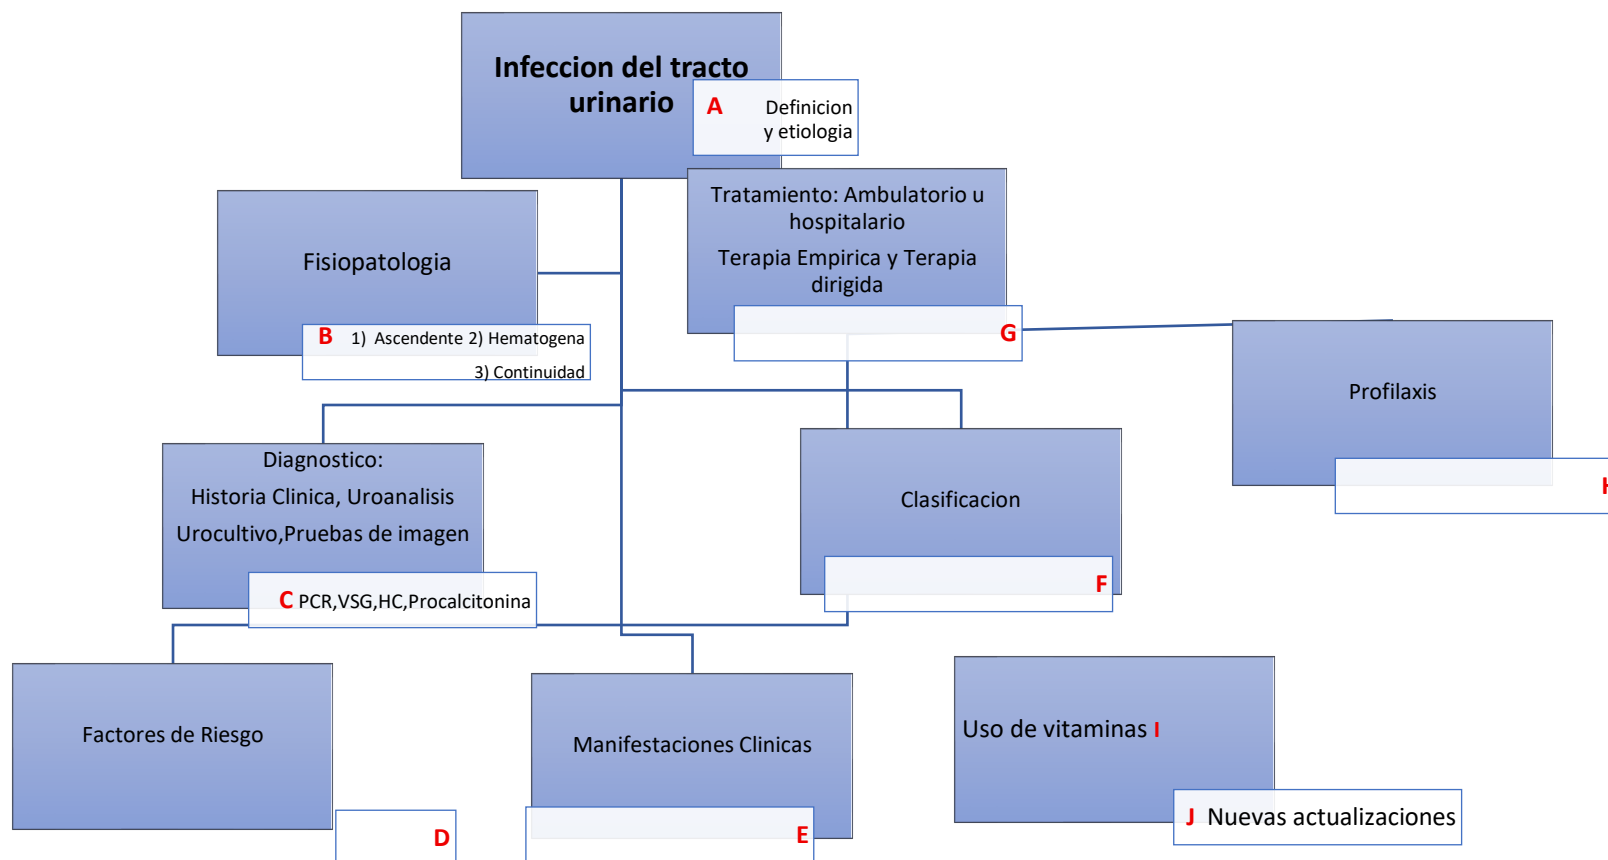 Infeccion del tracto
urinario
A Definicion
y etiologia
Tratamiento: Ambulatorio u
hospitalario
Terapia Empirica y Terapia
dirigida
G
Fisiopatologia
B 1) Ascendente 2) Hematogena
3) Continuidad
Profilaxis
H
Diagnostico:
Historia Clinica, Uroanalisis
Urocultivo,Pruebas de imagen
C PCR,VSG,HC,Procalcitonina
Clasificacion
F
Factores de Riesgo
D
Manifestaciones Clinicas
E
Uso de vitaminas I
J Nuevas actualizaciones